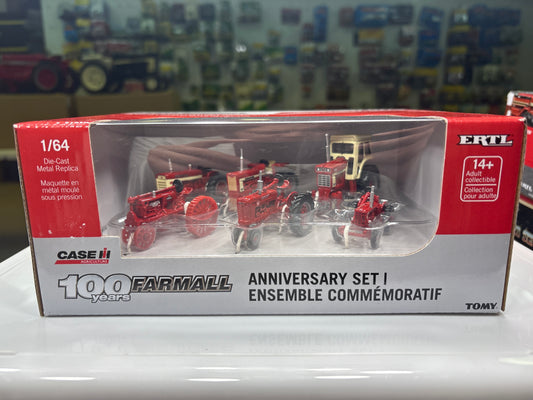 1/64
Die-Cast
Metal Replica
Maquette en
métal moulé
sous pression
ERTL
14+
Adult
collectible
Collection
pour adulte
CASE IH
AGRICULTURE
100 years FARMALL
ANNIVERSARY SET I
ENSEMBLE COMMÉMORATIF
TOMY